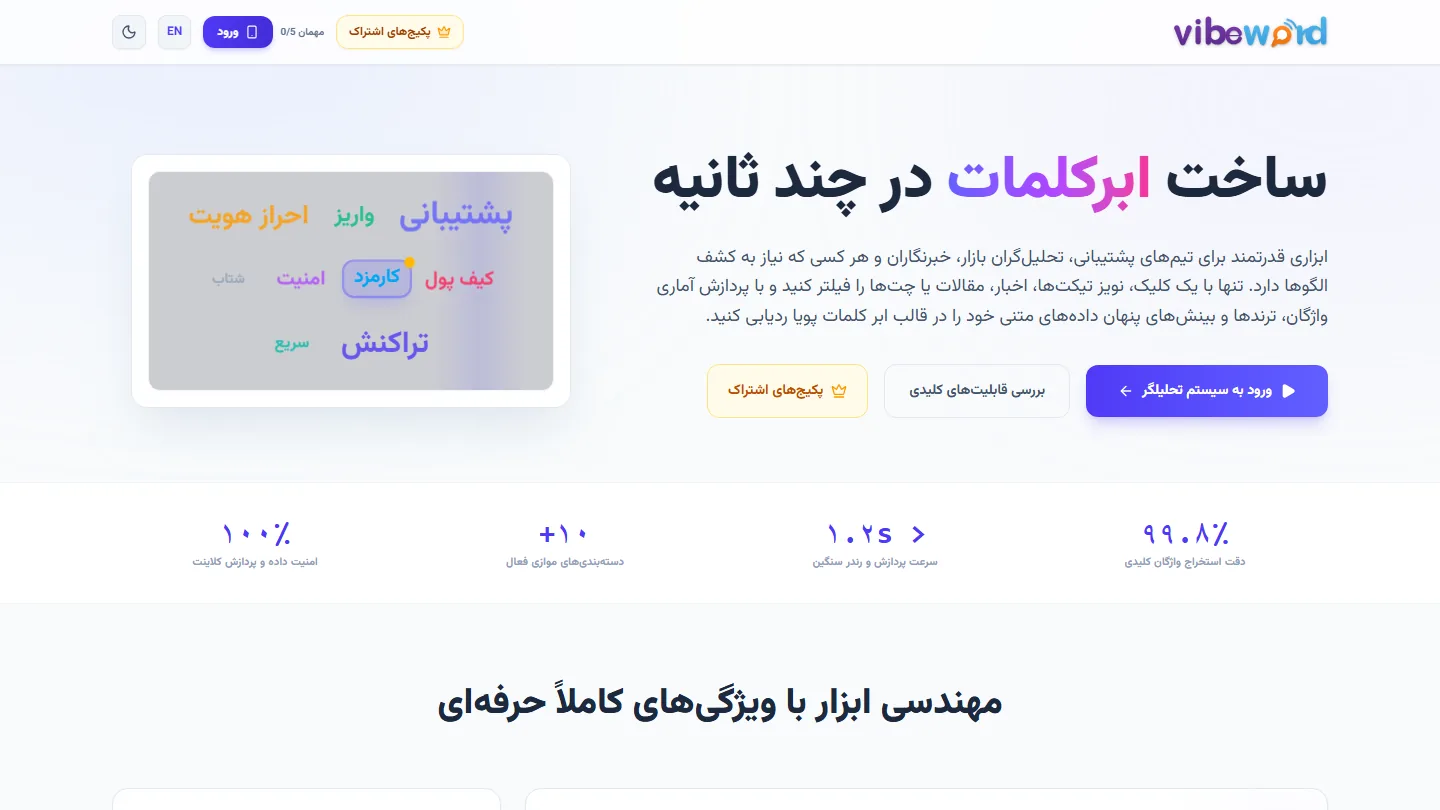 vibeword
پکیج‌های اشتراک
مهمان 0/5
ورود
EN
ساخت ابرکلمات در چند ثانیه
ابزاری قدرتمند برای تیم‌های پشتیبانی، تحلیل‌گران بازار، خبرنگاران و هر کسی که نیاز به کشف
الگوها دارد. تنها با یک کلیک، نویز تیکت‌ها، اخبار، مقالات یا چت‌ها را فیلتر کنید و با پردازش آماری
واژگان، ترندها و بینش‌های پنهان داده‌های متنی خود را در قالب ابر کلمات پویا ردیابی کنید.
ورود به سیستم تحلیلگر
بررسی قابلیت‌های کلیدی
پکیج‌های اشتراک
پشتیبانی واریز احراز هویت
کیف پول کارمزد امنیت شتاب
تراکنش سریع
۹۹.۸٪
دقت استخراج واژگان کلیدی
< ۱.۲s
سرعت پردازش و رندر سنگین
۱۰+
دسته‌بندی‌های موازی فعال
۱۰۰٪
امنیت داده و پردازش کلاینت
مهندسی ابزار با ویژگی‌های کاملاً حرفه‌ای